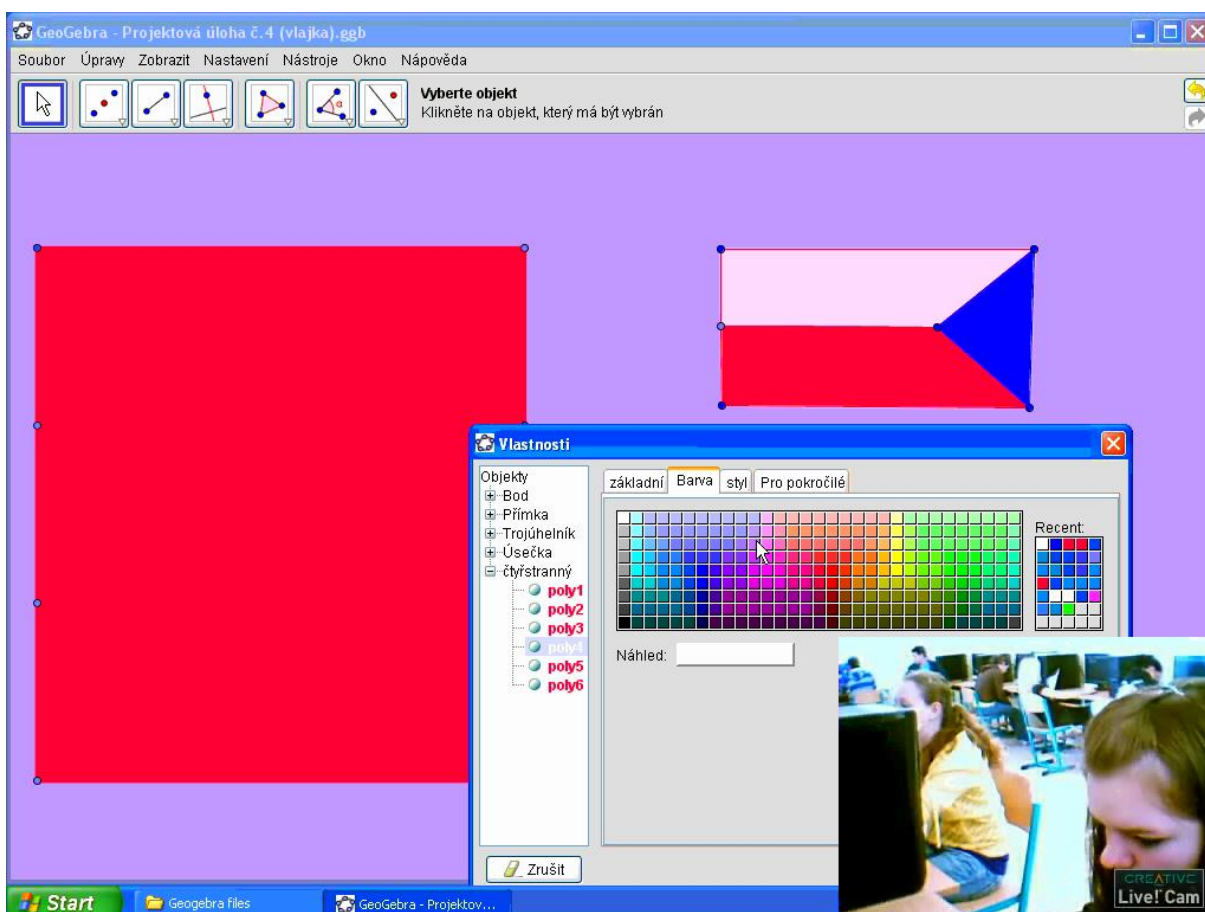 GeoGebra - Projektová úloha č.4 (vlajka).ggb
Soubor Úpravy Zobrazit Nastavení Nástroje Okno Nápověda
Vyberte objekt
Klikněte na objekt, který má být vybrán
α
Vlastnosti
Objekty
Bod
Přímka
Trojúhelník
Úsečka
čtyřstranný
poly1
poly2
poly3
poly4
poly5
poly6
základní Barva styl Pro pokročilé
Recent:
Náhled:
Zrušit
CREATIVE
Live! Cam
Start Geogebra files GeoGebra - Projektov...